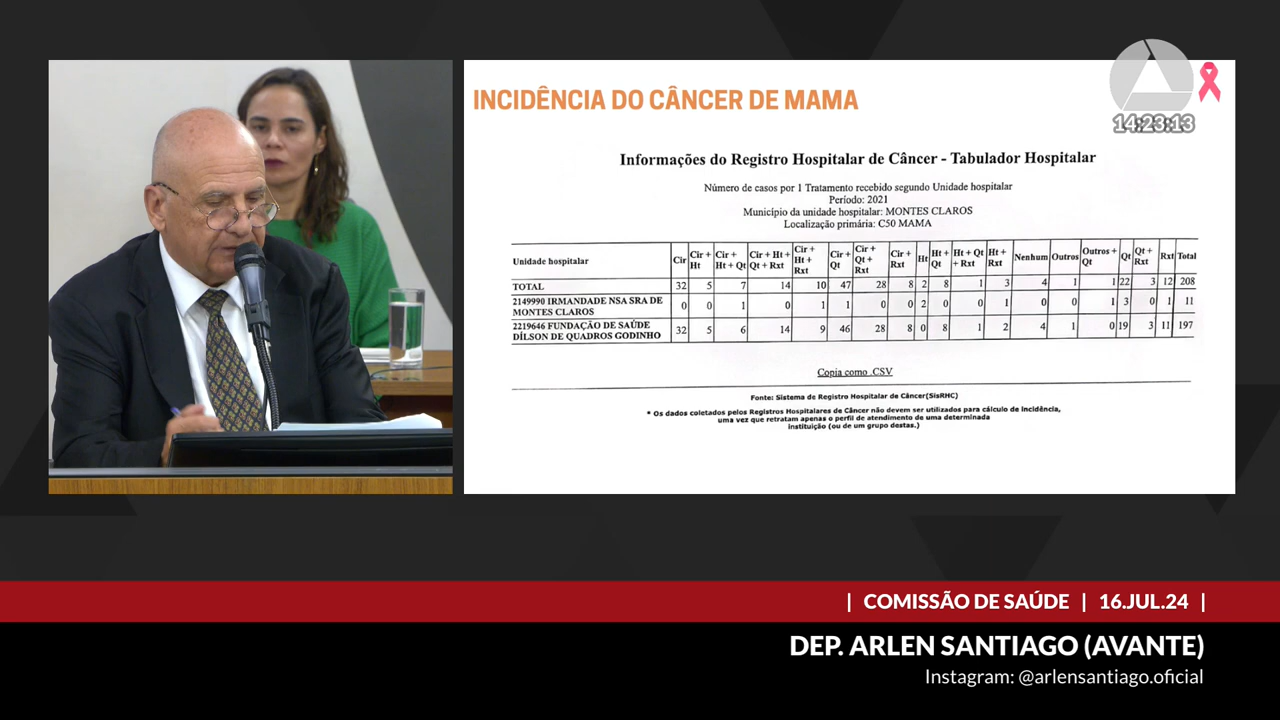 INCIDÊNCIA DO CÂNCER DE MAMA
14:23:13
Informações do Registro Hospitalar de Câncer - Tabulador Hospitalar
Número de casos por 1 Tratamento recebido segundo Unidade hospitalar
Período: 2021
Município da unidade hospitalar: MONTES CLAROS
Localização primária: C50 MAMA
Unidade hospitalar Cir Cir + Ht Cir + Ht + Qt Cir + Ht + Qt + Rxt Cir + Ht + Rxt Cir + Qt Cir + Qt + Rxt Cir + Rxt Ht Ht + Qt Ht + Qt + Rxt Ht + Rxt Nenhum Outros Outros + Qt Qt Qt + Rxt Rxt Total
TOTAL 32 5 7 14 10 47 28 8 2 8 1 3 4 1 1 22 3 12 208
2149990 IRMANDADE NSA SRA DE
MONTES CLAROS 0 0 1 0 1 1 0 0 2 0 0 1 0 0 1 3 0 1 11
2219646 FUNDAÇÃO DE SAÚDE
DÍLSON DE QUADROS GODINHO 32 5 6 14 9 46 28 8 0 8 1 2 4 1 0 19 3 11 197
Copia como .CSV
Fonte: Sistema de Registro Hospitalar de Câncer(SisRHC)
* Os dados coletados pelos Registros Hospitalares de Câncer não devem ser utilizados para cálculo de incidência,
uma vez que retratam apenas o perfil de atendimento de uma determinada
instituição (ou de um grupo destas.)
| COMISSÃO DE SAÚDE | 16.JUL.24 |
DEP. ARLEN SANTIAGO (AVANTE)
Instagram: @arlensantiago.oficial